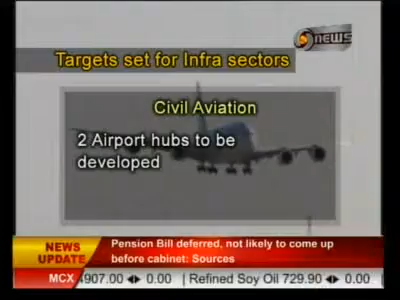 news
Targets set for Infra sectors
Civil Aviation
2 Airport hubs to be
developed
NEWS
UPDATE
Pension Bill deferred, not likely to come up
before cabinet: Sources
MCX 4907.00 0.00 | Refined Soy Oil 729.90 0.00